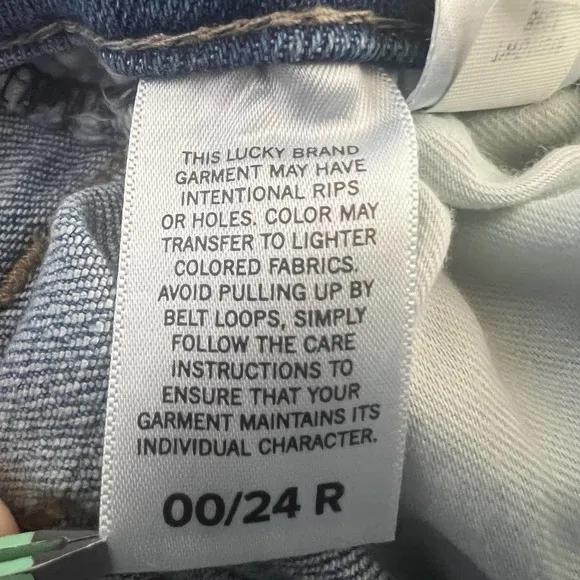 THIS LUCKY BRAND
GARMENT MAY HAVE
INTENTIONAL RIPS
OR HOLES. COLOR MAY
TRANSFER TO LIGHTER
COLORED FABRICS.
AVOID PULLING UP BY
BELT LOOPS, SIMPLY
FOLLOW THE CARE
INSTRUCTIONS TO
ENSURE THAT YOUR
GARMENT MAINTAINS ITS
INDIVIDUAL CHARACTER.
00/24 R